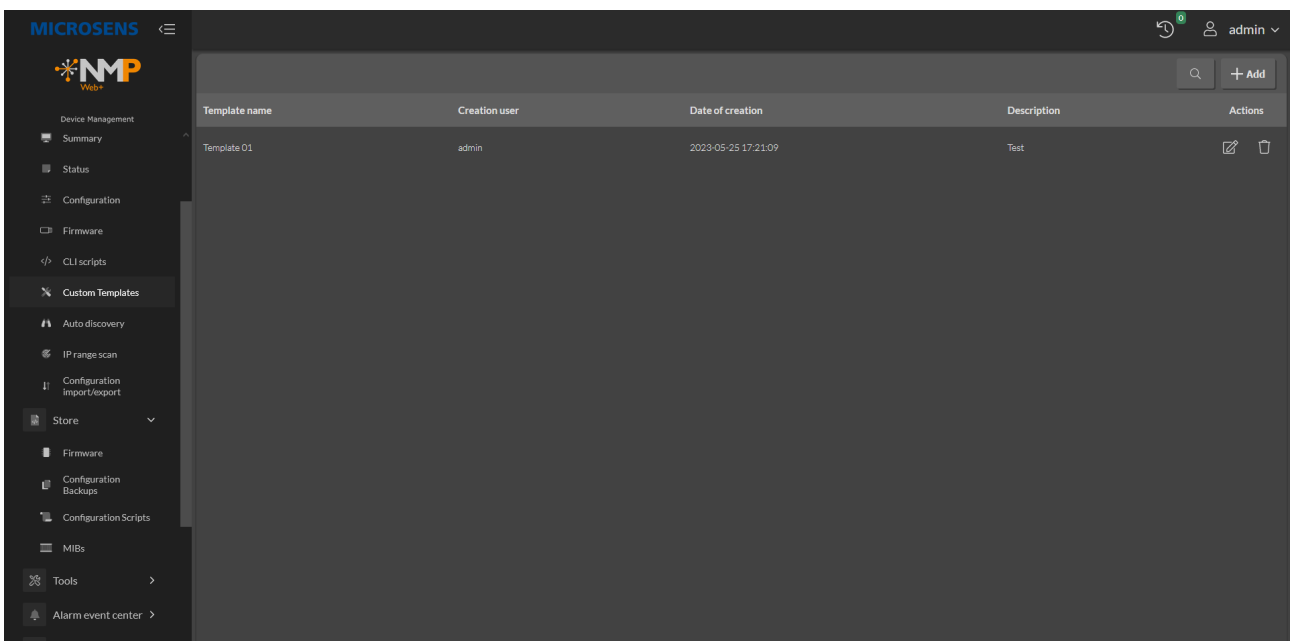 MICROSENS
0
admin
NMP
Web+
Add
Device Management
Template name
Creation user
Date of creation
Description
Actions
Summary
Template 01
admin
2023-05-25 17:21:09
Test
Status
Configuration
Firmware
CLI scripts
Custom Templates
Auto discovery
IP range scan
Configuration
import/export
Store
Firmware
Configuration
Backups
Configuration Scripts
MIBs
Tools
Alarm event center